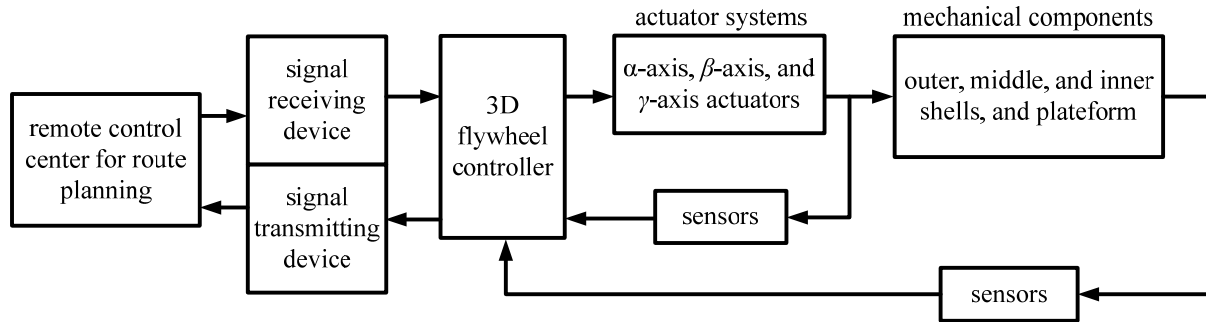 actuator systems
mechanical components
remote control
center for route
planning
signal
receiving
device
signal
transmitting
device
3D
flywheel
controller
α-axis, β-axis, and
γ-axis actuators
outer, middle, and inner
shells, and plateform
sensors
sensors